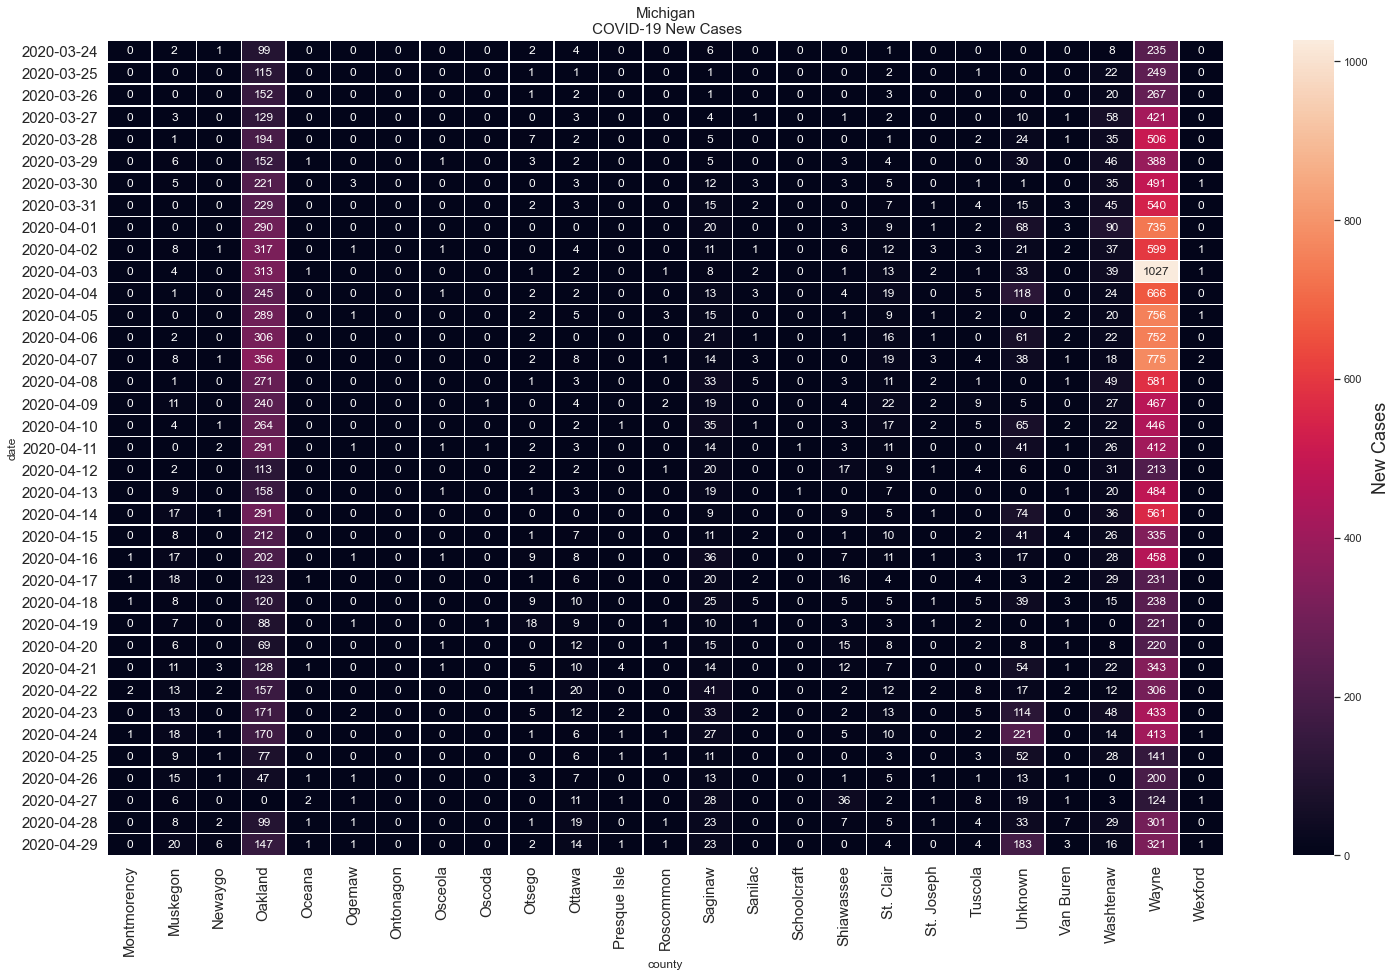 Michigan
COVID-19 New Cases
2020-03-24 0 2 1 99 0 0 0 0 0 2 4 0 0 6 0 0 0 1 0 0 0 0 8 235 0
2020-03-25 0 0 0 115 0 0 0 0 0 1 1 0 0 1 0 0 0 2 0 1 0 0 22 249 0
2020-03-26 0 0 0 152 0 0 0 0 0 1 2 0 0 1 0 0 0 3 0 0 0 0 20 267 0
2020-03-27 0 3 0 129 0 0 0 0 0 0 3 0 0 4 1 0 1 2 0 0 10 1 58 421 0
2020-03-28 0 1 0 194 0 0 0 0 0 7 2 0 0 5 0 0 0 1 0 2 24 1 35 506 0
2020-03-29 0 6 0 152 1 0 0 1 0 3 2 0 0 5 0 0 3 4 0 0 30 0 46 388 0
2020-03-30 0 5 0 221 0 3 0 0 0 0 3 0 0 12 3 0 3 5 0 1 1 0 35 491 1
2020-03-31 0 0 0 229 0 0 0 0 0 2 3 0 0 15 2 0 0 7 1 4 15 3 45 540 0
2020-04-01 0 0 0 290 0 0 0 0 0 0 0 0 0 20 0 0 3 9 1 2 68 3 90 735 0
2020-04-02 0 8 1 317 0 1 0 1 0 0 4 0 0 11 1 0 6 12 3 3 21 2 37 599 1
2020-04-03 0 4 0 313 1 0 0 0 0 1 2 0 1 8 2 0 1 13 2 1 33 0 39 1027 1
2020-04-04 0 1 0 245 0 0 0 1 0 2 2 0 0 13 3 0 4 19 0 5 118 0 24 666 0
2020-04-05 0 0 0 289 0 1 0 0 0 2 5 0 3 15 0 0 1 9 1 2 0 2 20 756 1
2020-04-06 0 2 0 306 0 0 0 0 0 2 0 0 0 21 1 0 1 16 1 0 61 2 22 752 0
2020-04-07 0 8 1 356 0 0 0 0 0 2 8 0 1 14 3 0 0 19 3 4 38 1 18 775 2
2020-04-08 0 1 0 271 0 0 0 0 0 1 3 0 0 33 5 0 3 11 2 1 0 1 49 581 0
2020-04-09 0 11 0 240 0 0 0 0 1 0 4 0 2 19 0 0 4 22 2 9 5 0 27 467 0
2020-04-10 0 4 1 264 0 0 0 0 0 0 2 1 0 35 1 0 3 17 2 5 65 2 22 446 0
2020-04-11 0 0 2 291 0 1 0 1 1 2 3 0 0 14 0 1 3 11 0 0 41 1 26 412 0
2020-04-12 0 2 0 113 0 0 0 0 0 2 2 0 1 20 0 0 17 9 1 4 6 0 31 213 0
2020-04-13 0 9 0 158 0 0 0 1 0 1 3 0 0 19 0 1 0 7 0 0 0 1 20 484 0
2020-04-14 0 17 1 291 0 0 0 0 0 0 0 0 0 9 0 0 9 5 1 0 74 0 36 561 0
2020-04-15 0 8 0 212 0 0 0 0 0 1 7 0 0 11 2 0 1 10 0 2 41 4 26 335 0
2020-04-16 1 17 0 202 0 1 0 1 0 9 8 0 0 36 0 0 7 11 1 3 17 0 28 458 0
2020-04-17 1 18 0 123 1 0 0 0 0 1 6 0 0 20 2 0 16 4 0 4 3 2 29 231 0
2020-04-18 1 8 0 120 0 0 0 0 0 9 10 0 0 25 5 0 5 5 1 5 39 3 15 238 0
2020-04-19 0 7 0 88 0 1 0 0 1 18 9 0 1 10 1 0 3 3 1 2 0 1 0 221 0
2020-04-20 0 6 0 69 0 0 0 1 0 0 12 0 1 15 0 0 15 8 0 2 8 1 8 220 0
2020-04-21 0 11 3 128 1 0 0 1 0 5 10 4 0 14 0 0 12 7 0 0 54 1 22 343 0
2020-04-22 2 13 2 157 0 0 0 0 0 1 20 0 0 41 0 0 2 12 2 8 17 2 12 306 0
2020-04-23 0 13 0 171 0 2 0 0 0 5 12 2 0 33 2 0 2 13 0 5 114 0 48 433 0
2020-04-24 1 18 1 170 0 0 0 0 0 1 6 1 1 27 0 0 5 10 0 2 221 0 14 413 1
2020-04-25 0 9 1 77 0 0 0 0 0 0 6 1 1 11 0 0 0 3 0 3 52 0 28 141 0
2020-04-26 0 15 1 47 1 1 0 0 0 3 7 0 0 13 0 0 1 5 1 1 13 1 0 200 0
2020-04-27 0 6 0 0 2 1 0 0 0 0 11 1 0 28 0 0 36 2 1 8 19 1 3 124 1
2020-04-28 0 8 2 99 1 1 0 0 0 1 19 0 1 23 0 0 7 5 1 4 33 7 29 301 0
2020-04-29 0 20 6 147 1 1 0 0 0 2 14 1 1 23 0 0 0 4 0 4 183 3 16 321 1
date
Montmorency Muskegon Newaygo Oakland Oceana Ogemaw Ontonagon Osceola Oscoda Otsego Ottawa Presque Isle Roscommon Saginaw Sanilac Schoolcraft Shiawassee St. Clair St. Joseph Tuscola Unknown Van Buren Washtenaw Wayne Wexford
county
1000
800
600
400
200
0
New Cases